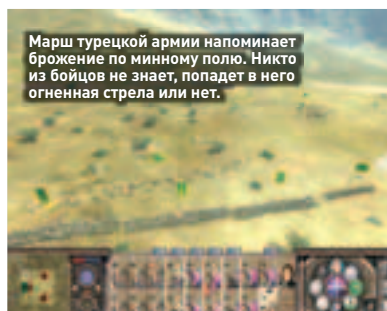 Марш турецкой армии напоминает
брожение по минному полю. Никто
из бойцов не знает, попадет в него
огненная стрела или нет.